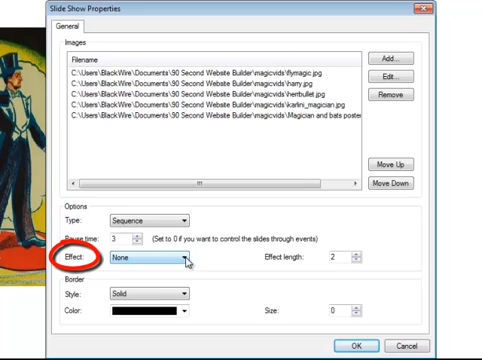 Slide Show Properties
General
Images
Filename
C:\Users\BlackWire\Documents\90 Second Website Builder\magicvids\flymagic.jpg
C:\Users\BlackWire\Documents\90 Second Website Builder\magicvids\harry.jpg
C:\Users\BlackWire\Documents\90 Second Website Builder\magicvids\henbullet.jpg
C:\Users\BlackWire\Documents\90 Second Website Builder\magicvids\karlini_magician.jpg
C:\Users\BlackWire\Documents\90 Second Website Builder\magicvids\Magician and bats poste
Add...
Edit...
Remove
Move Up
Move Down
Options
Type: Sequence
Pause time: 3 (Set to 0 if you want to control the slides through events)
Effect: None Effect length: 2
Border
Style: Solid
Color: Size: 0
OK Cancel